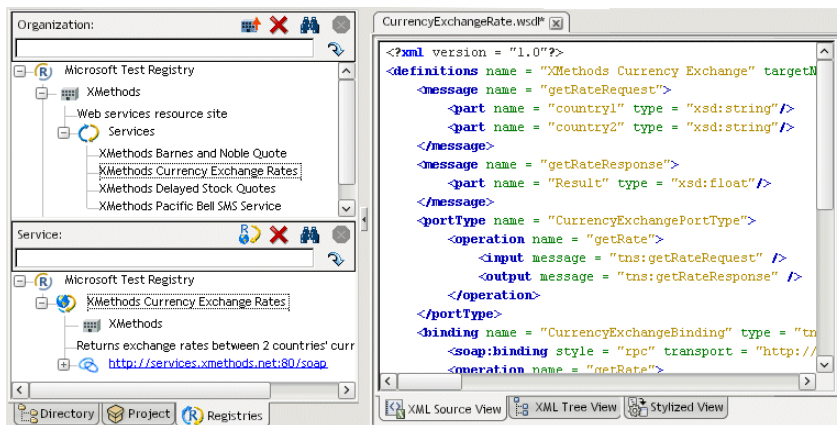 Organization:
Microsoft Test Registry
XMethods
Web services resource site
Services
XMethods Barnes and Noble Quote
XMethods Currency Exchange Rates
XMethods Delayed Stock Quotes
XMethods Pacific Bell SMS Service
Service:
Microsoft Test Registry
XMethods Currency Exchange Rates
XMethods
Returns exchange rates between 2 countries' curr
http://services.xmethods.net:80/soap
Directory
Project
Registries
CurrencyExchangeRate.wsdl*
<?xml version = "1.0"?>
<definitions name = "XMethods Currency Exchange" targetN
<message name = "getRateRequest">
<part name = "country1" type = "xsd:string"/>
<part name = "country2" type = "xsd:string"/>
</message>
<message name = "getRateResponse">
<part name = "Result" type = "xsd:float"/>
</message>
<portType name = "CurrencyExchangePortType">
<operation name = "getRate">
<input message = "tns:getRateRequest" />
<output message = "tns:getRateResponse" />
</operation>
</portType>
<binding name = "CurrencyExchangeBinding" type = "tn
<soap:binding style = "rpc" transport = "http://
<operation name = "getRate">
XML Source View
XML Tree View
Stylized View